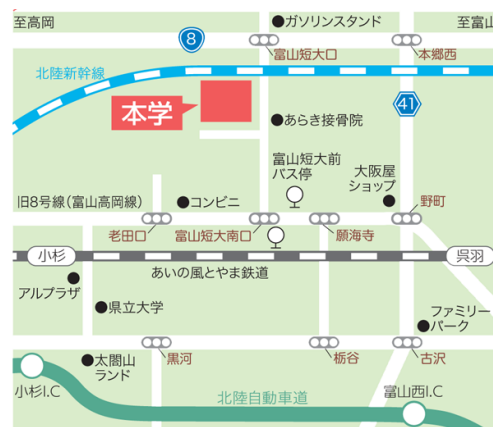 至高岡
ガソリンスタンド
至富山
8
富山短大口
本郷西
北陸新幹線
本学
41
あらき接骨院
富山短大前
バス停
大阪屋
ショップ
旧8号線(富山高岡線)
コンビニ
野町
老田口
富山短大南口
願海寺
小杉
呉羽
あいの風とやま鉄道
アルプラザ
県立大学
ファミリー
パーク
太閤山
ランド
黒河
栃谷
古沢
小杉I.C
北陸自動車道
富山西I.C